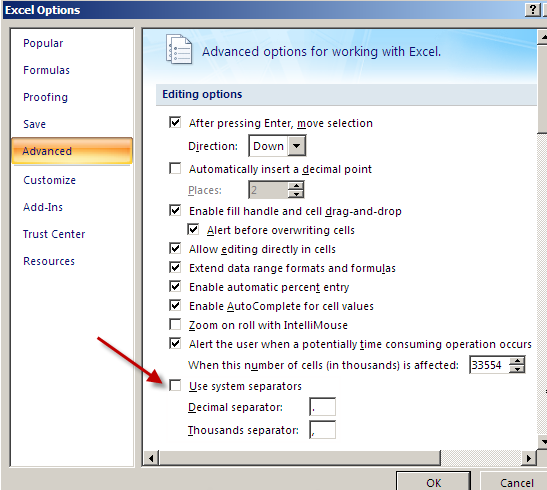 Excel Options
?
Popular
Formulas
Proofing
Save
Advanced
Customize
Add-Ins
Trust Center
Resources
Advanced options for working with Excel.
Editing options
After pressing Enter, move selection
Direction: Down
Automatically insert a decimal point
Places: 2
Enable fill handle and cell drag-and-drop
Alert before overwriting cells
Allow editing directly in cells
Extend data range formats and formulas
Enable automatic percent entry
Enable AutoComplete for cell values
Zoom on roll with IntelliMouse
Alert the user when a potentially time consuming operation occurs
When this number of cells (in thousands) is affected: 33554
Use system separators
Decimal separator: .
Thousands separator: ,
OK Cancel